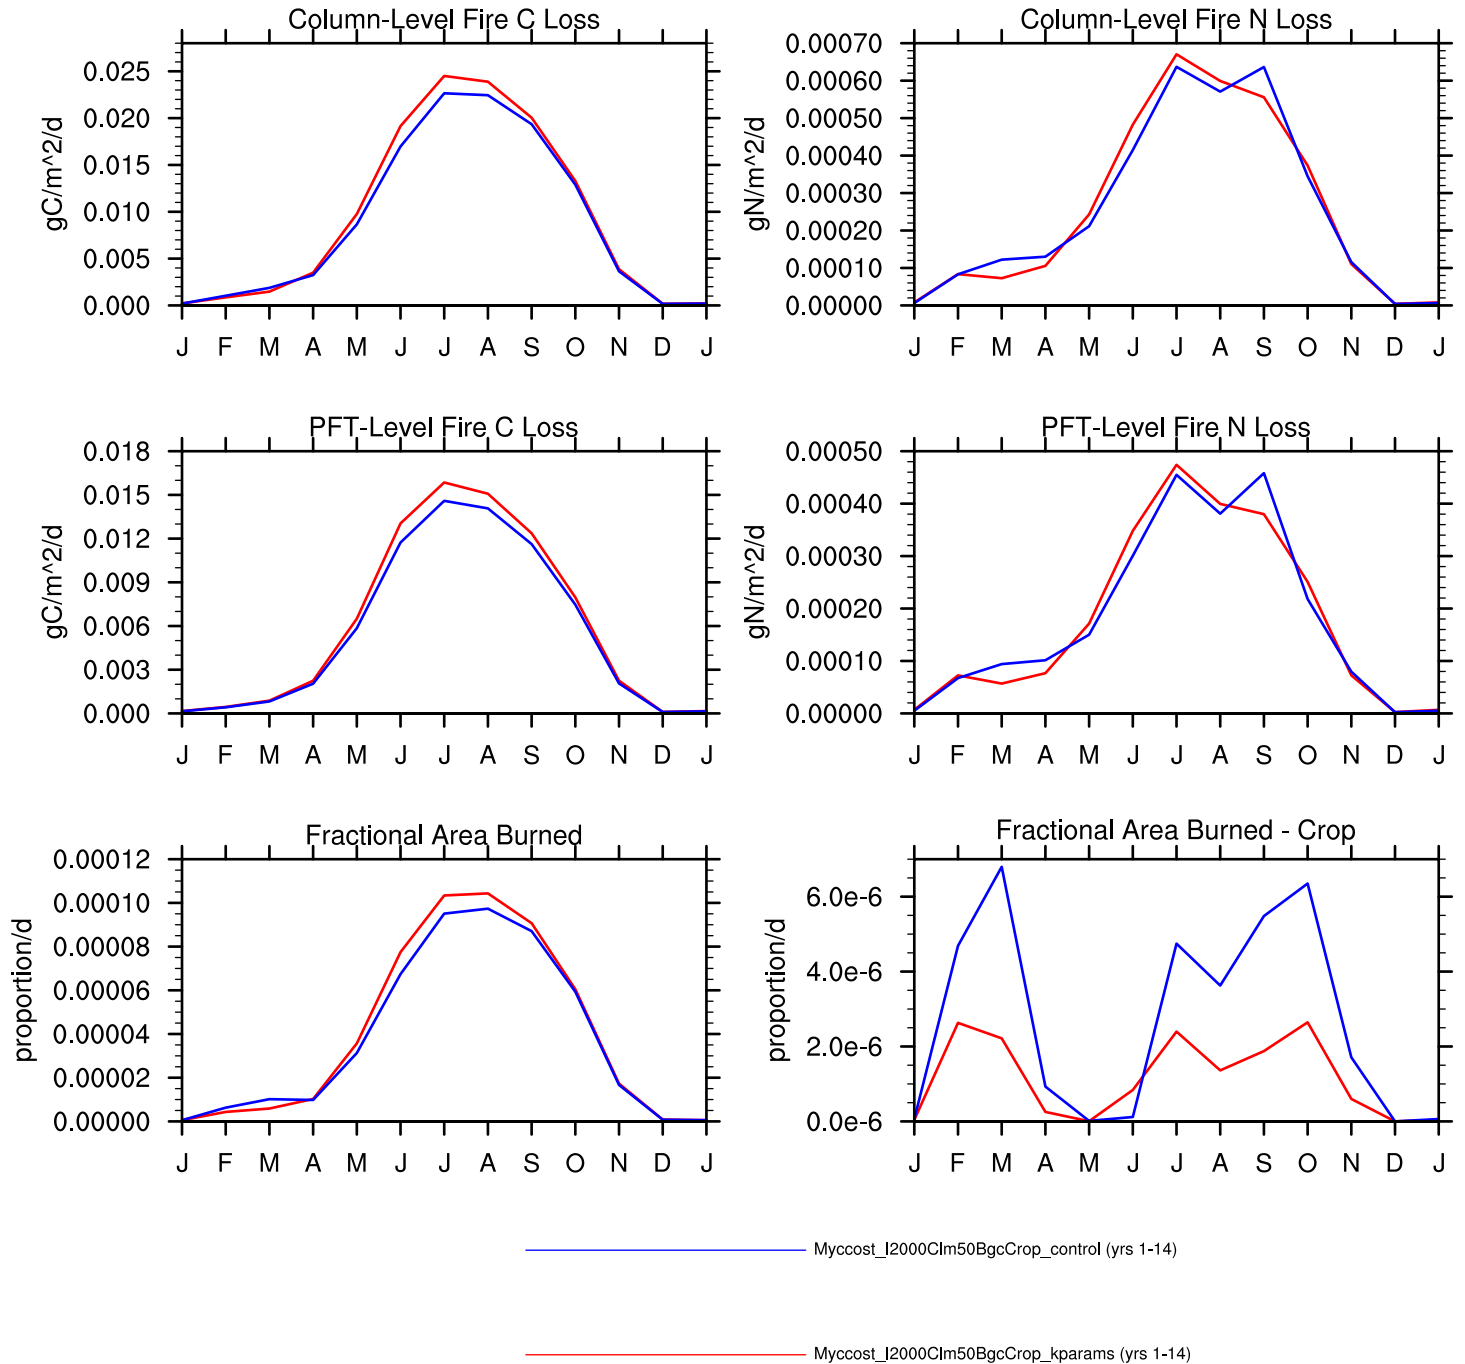 Column-Level Fire C Loss
gC/m^2/d
0.025
0.020
0.015
0.010
0.005
0.000
J F M A M J J A S O N D J
Column-Level Fire N Loss
gN/m^2/d
0.00070
0.00060
0.00050
0.00040
0.00030
0.00020
0.00010
0.00000
J F M A M J J A S O N D J
PFT-Level Fire C Loss
gC/m^2/d
0.018
0.015
0.012
0.009
0.006
0.003
0.000
J F M A M J J A S O N D J
PFT-Level Fire N Loss
gN/m^2/d
0.00050
0.00040
0.00030
0.00020
0.00010
0.00000
J F M A M J J A S O N D J
Fractional Area Burned
proportion/d
0.00012
0.00010
0.00008
0.00006
0.00004
0.00002
0.00000
J F M A M J J A S O N D J
Fractional Area Burned - Crop
proportion/d
6.0e-6
4.0e-6
2.0e-6
0.0e-6
J F M A M J J A S O N D J
Myccost_I2000Clm50BgcCrop_control (yrs 1-14)
Myccost_I2000Clm50BgcCrop_kparams (yrs 1-14)